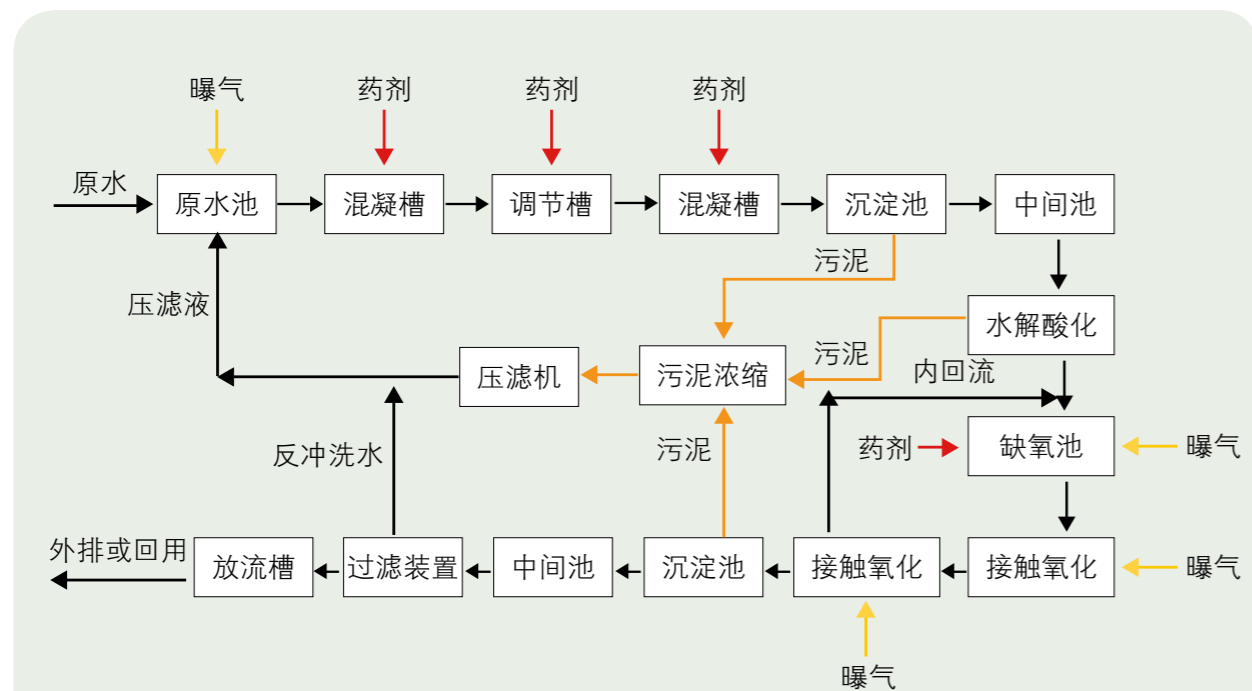 曝气
药剂
药剂
药剂
原水
原水池
混凝槽
调节槽
混凝槽
沉淀池
中间池
污泥
压滤液
水解酸化
污泥
压滤机
污泥浓缩
内回流
反冲洗水
污泥
药剂
缺氧池
曝气
外排或回用
放流槽
过滤装置
中间池
沉淀池
接触氧化
接触氧化
曝气
曝气